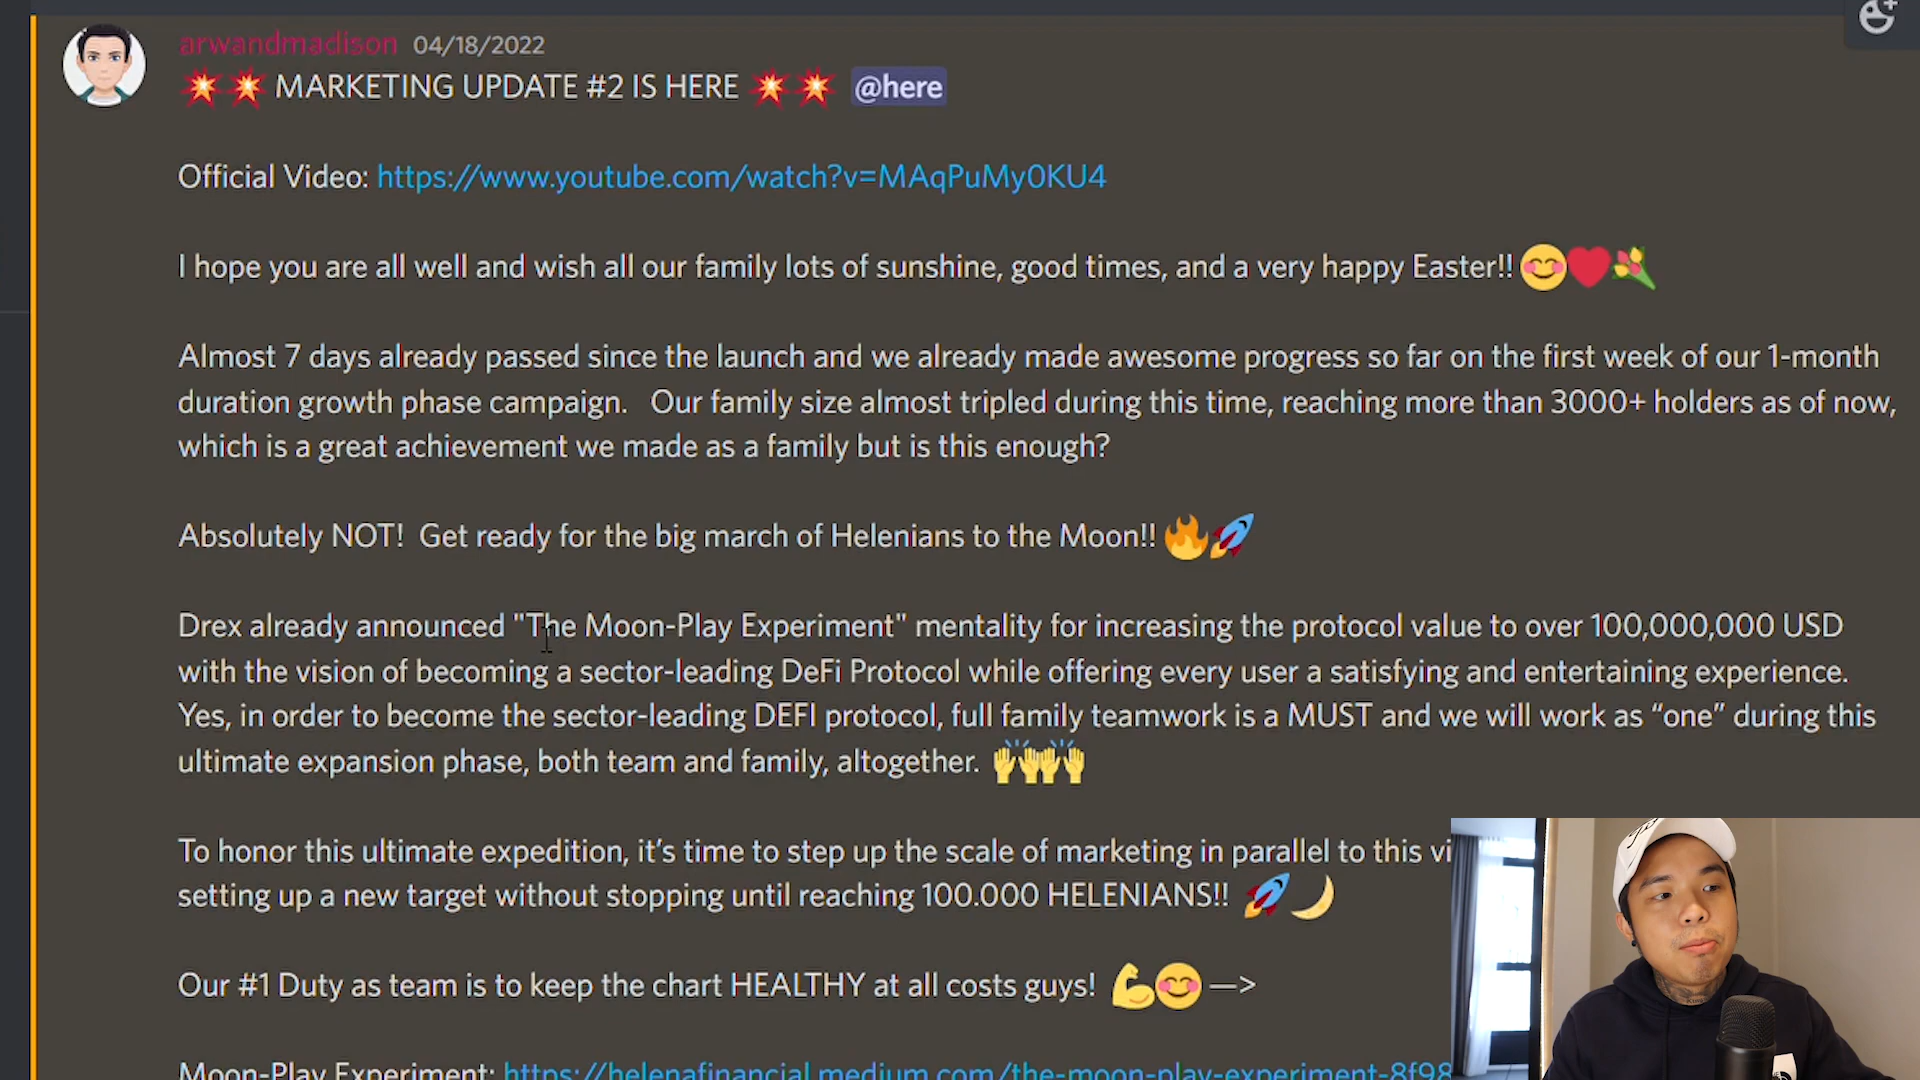 arwandmadison 04/18/2022
💥💥 MARKETING UPDATE #2 IS HERE 💥💥 @here
Official Video: https://www.youtube.com/watch?v=MAqPuMy0KU4
I hope you are all well and wish all our family lots of sunshine, good times, and a very happy Easter!! 😊❤️💐
Almost 7 days already passed since the launch and we already made awesome progress so far on the first week of our 1-month
duration growth phase campaign.   Our family size almost tripled during this time, reaching more than 3000+ holders as of now,
which is a great achievement we made as a family but is this enough?
Absolutely NOT!  Get ready for the big march of Helenians to the Moon!! 🔥🚀
Drex already announced "The Moon-Play Experiment" mentality for increasing the protocol value to over 100,000,000 USD
with the vision of becoming a sector-leading DeFi Protocol while offering every user a satisfying and entertaining experience.
Yes, in order to become the sector-leading DEFI protocol, full family teamwork is a MUST and we will work as “one” during this
ultimate expansion phase, both team and family, altogether. 🙌🙌
To honor this ultimate expedition, it’s time to step up the scale of marketing in parallel to this vi
setting up a new target without stopping until reaching 100.000 HELENIANS!! 🚀🌙
Our #1 Duty as team is to keep the chart HEALTHY at all costs guys! 💪😊 —>
Moon-Play Experiment: https://helenafinancial.medium.com/the-moon-play-experiment-8f98